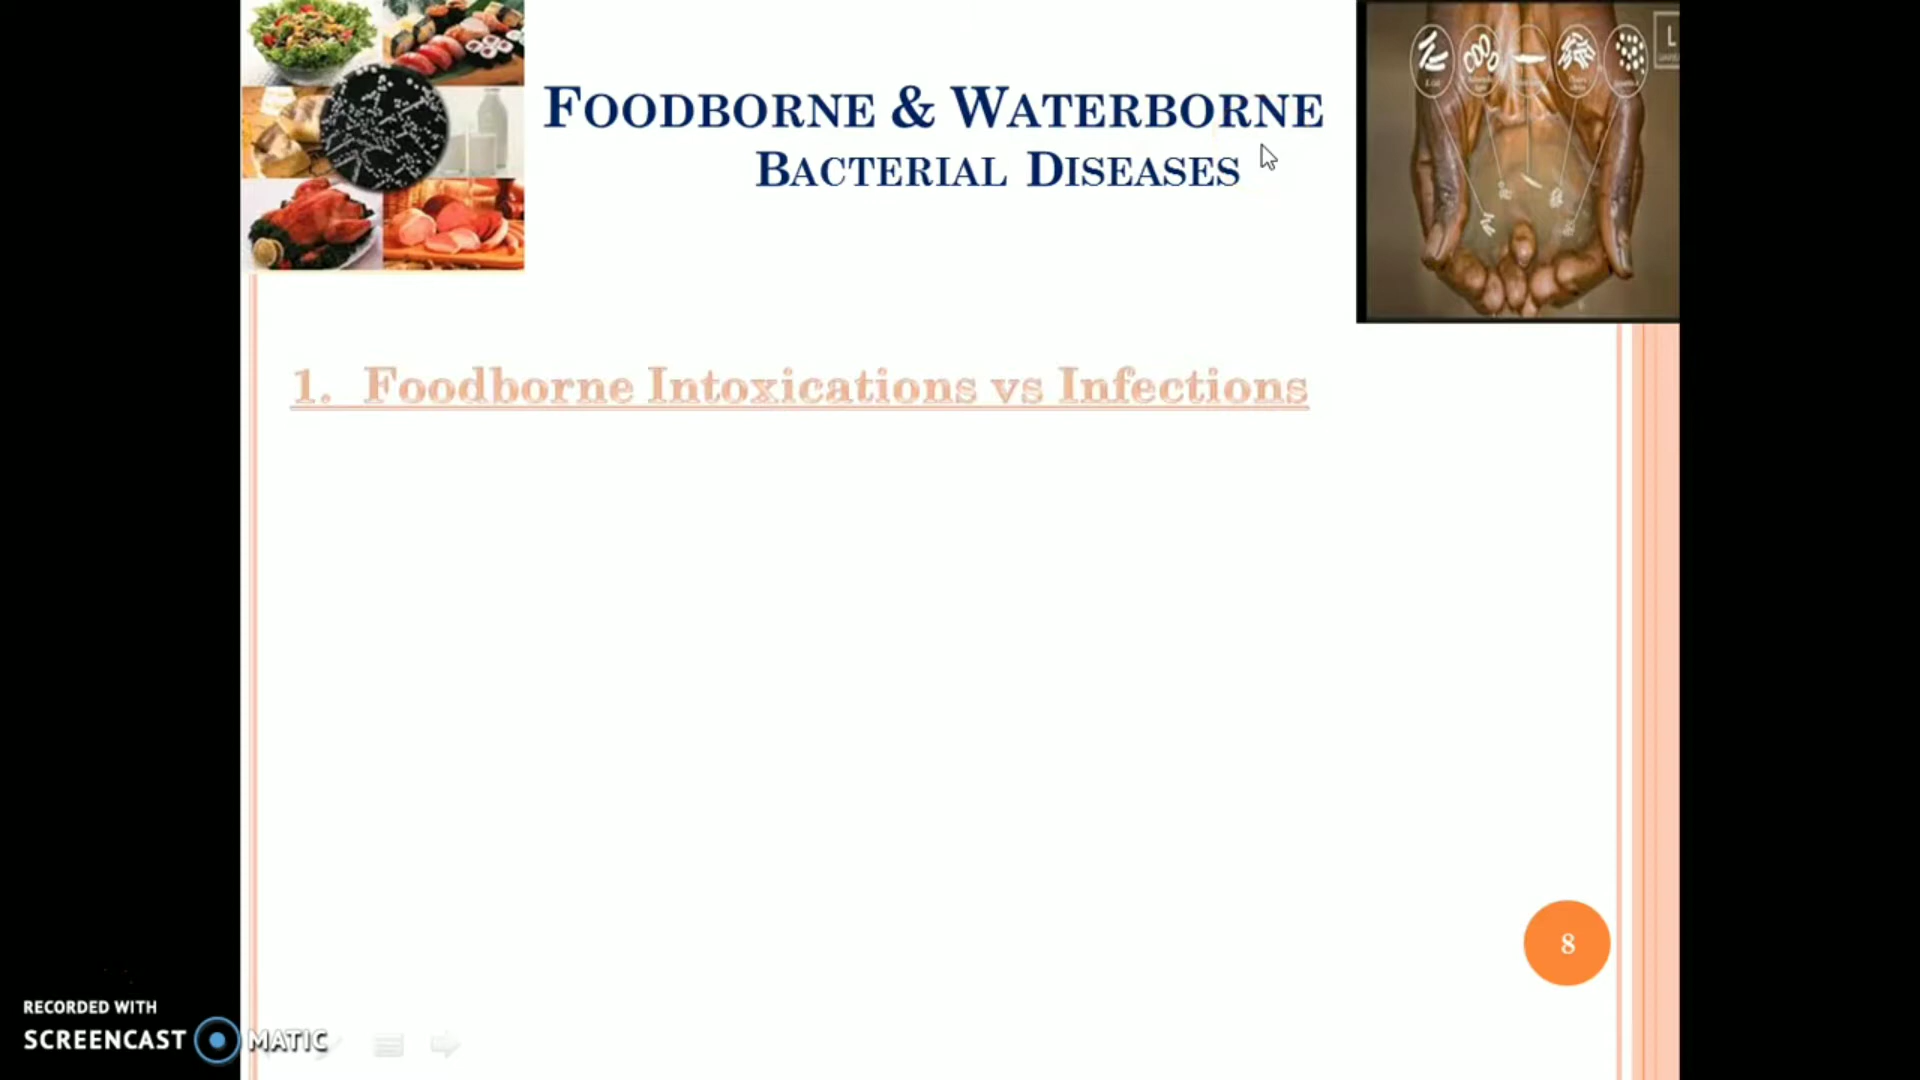 FOODBORNE & WATERBORNE
BACTERIAL DISEASES
L
1. Foodborne Intoxications vs Infections
8
RECORDED WITH
SCREENCAST MATIC